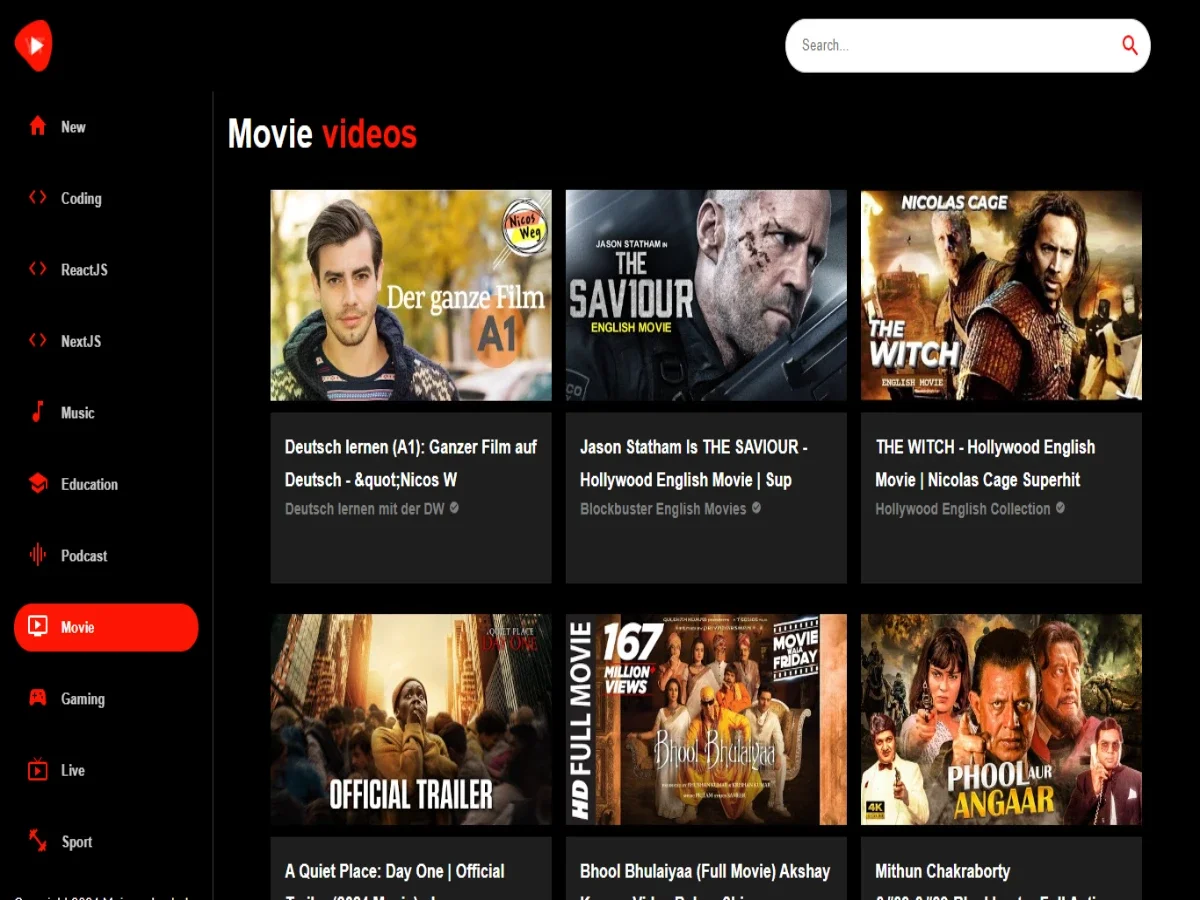 Search...
New
Coding
ReactJS
NextJS
Music
Education
Podcast
Movie
Gaming
Live
Sport
Movie videos
Nicos
Weg
Der ganze Film
A1
JASON STATHAM IN
THE
SAVIOUR
ENGLISH MOVIE
NICOLAS CAGE
THE
WITCH
ENGLISH MOVIE
Deutsch lernen (A1): Ganzer Film auf
Deutsch - &quot;Nicos W
Deutsch lernen mit der DW
Jason Statham Is THE SAVIOUR -
Hollywood English Movie | Sup
Blockbuster English Movies
THE WITCH - Hollywood English
Movie | Nicolas Cage Superhit
Hollywood English Collection
A QUIET PLACE
DAY ONE
OFFICIAL TRAILER
HD FULL MOVIE
167
MILLION+
VIEWS
MOVIE
WALA
FRIDAY
Bhool Bhulaiyaa
PHOOL AUR
ANGAAR
4K
A Quiet Place: Day One | Official
Bhool Bhulaiyaa (Full Movie) Akshay
Mithun Chakraborty